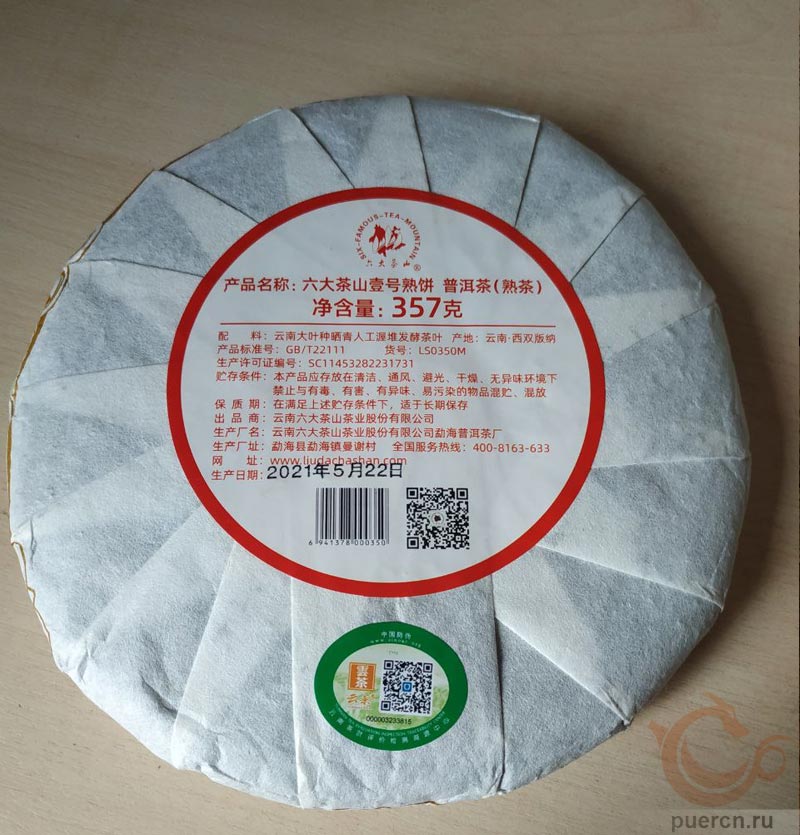 SIX-FAMOUS-TEA-MOUNTAIN
六大茶山®
产品名称：六大茶山壹号熟饼 普洱茶（熟茶）
净含量：357克
配 料：云南大叶种晒青人工渥堆发酵茶叶 产地：云南·西双版纳
产品标准号：GB/T22111 货号：LS0350M
生产许可证编号：SC11453282231731
贮存条件：本产品应存放在清洁、通风、避光、干燥、无异味环境下
禁止与有毒、有害、有异味、易污染的物品混贮、混放
保 质 期：在满足上述贮存条件下，适于长期保存
出 品 商：云南六大茶山茶业股份有限公司
生产厂名：云南六大茶山茶业股份有限公司勐海普洱茶厂
生产厂址：勐海县勐海镇曼谢村 全国服务热线：400-8163-633
网 址：www.liudachashan.com
生产日期：2021年5月22日
6 941378 000350
中国防伪
雲茶
000003233815
puercn.ru